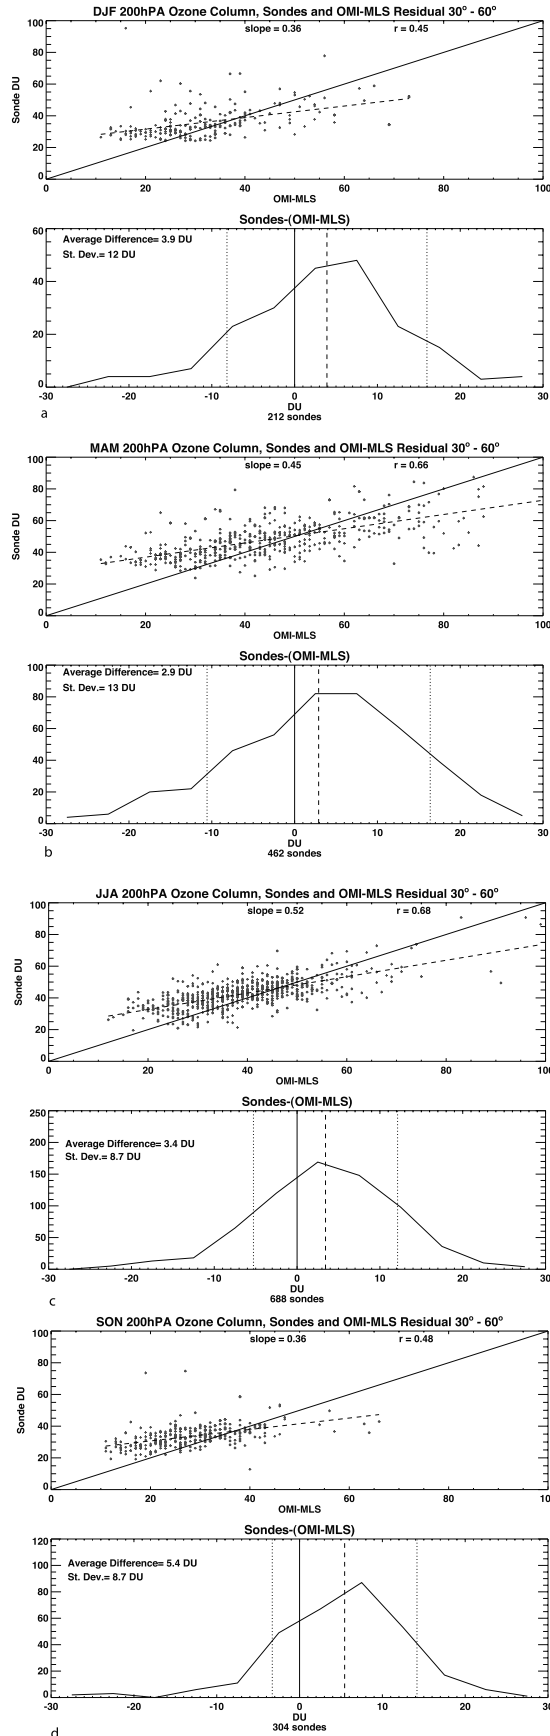 DJF 200hPA Ozone Column, Sondes and OMI-MLS Residual 30° - 60°
slope = 0.36 r = 0.45
100
80
60
40
20
0
Sonde DU
0 20 40 60 80 100
OMI-MLS
Sondes-(OMI-MLS)
Average Difference= 3.9 DU
St. Dev.= 12 DU
60
40
20
0
-30 -20 -10 0 10 20 30
DU
212 sondes
a
MAM 200hPA Ozone Column, Sondes and OMI-MLS Residual 30° - 60°
slope = 0.45 r = 0.66
100
80
60
40
20
0
Sonde DU
0 20 40 60 80 100
OMI-MLS
Sondes-(OMI-MLS)
Average Difference= 2.9 DU
St. Dev.= 13 DU
100
80
60
40
20
0
-30 -20 -10 0 10 20 30
DU
462 sondes
b
JJA 200hPA Ozone Column, Sondes and OMI-MLS Residual 30° - 60°
slope = 0.52 r = 0.68
100
80
60
40
20
0
Sonde DU
0 20 40 60 80 100
OMI-MLS
Sondes-(OMI-MLS)
Average Difference= 3.4 DU
St. Dev.= 8.7 DU
250
200
150
100
50
0
-30 -20 -10 0 10 20 30
DU
688 sondes
c
SON 200hPA Ozone Column, Sondes and OMI-MLS Residual 30° - 60°
slope = 0.36 r = 0.48
100
80
60
40
20
0
Sonde DU
0 20 40 60 80 100
OMI-MLS
Sondes-(OMI-MLS)
Average Difference= 5.4 DU
St. Dev.= 8.7 DU
120
100
80
60
40
20
0
-30 -20 -10 0 10 20 30
DU
304 sondes
d